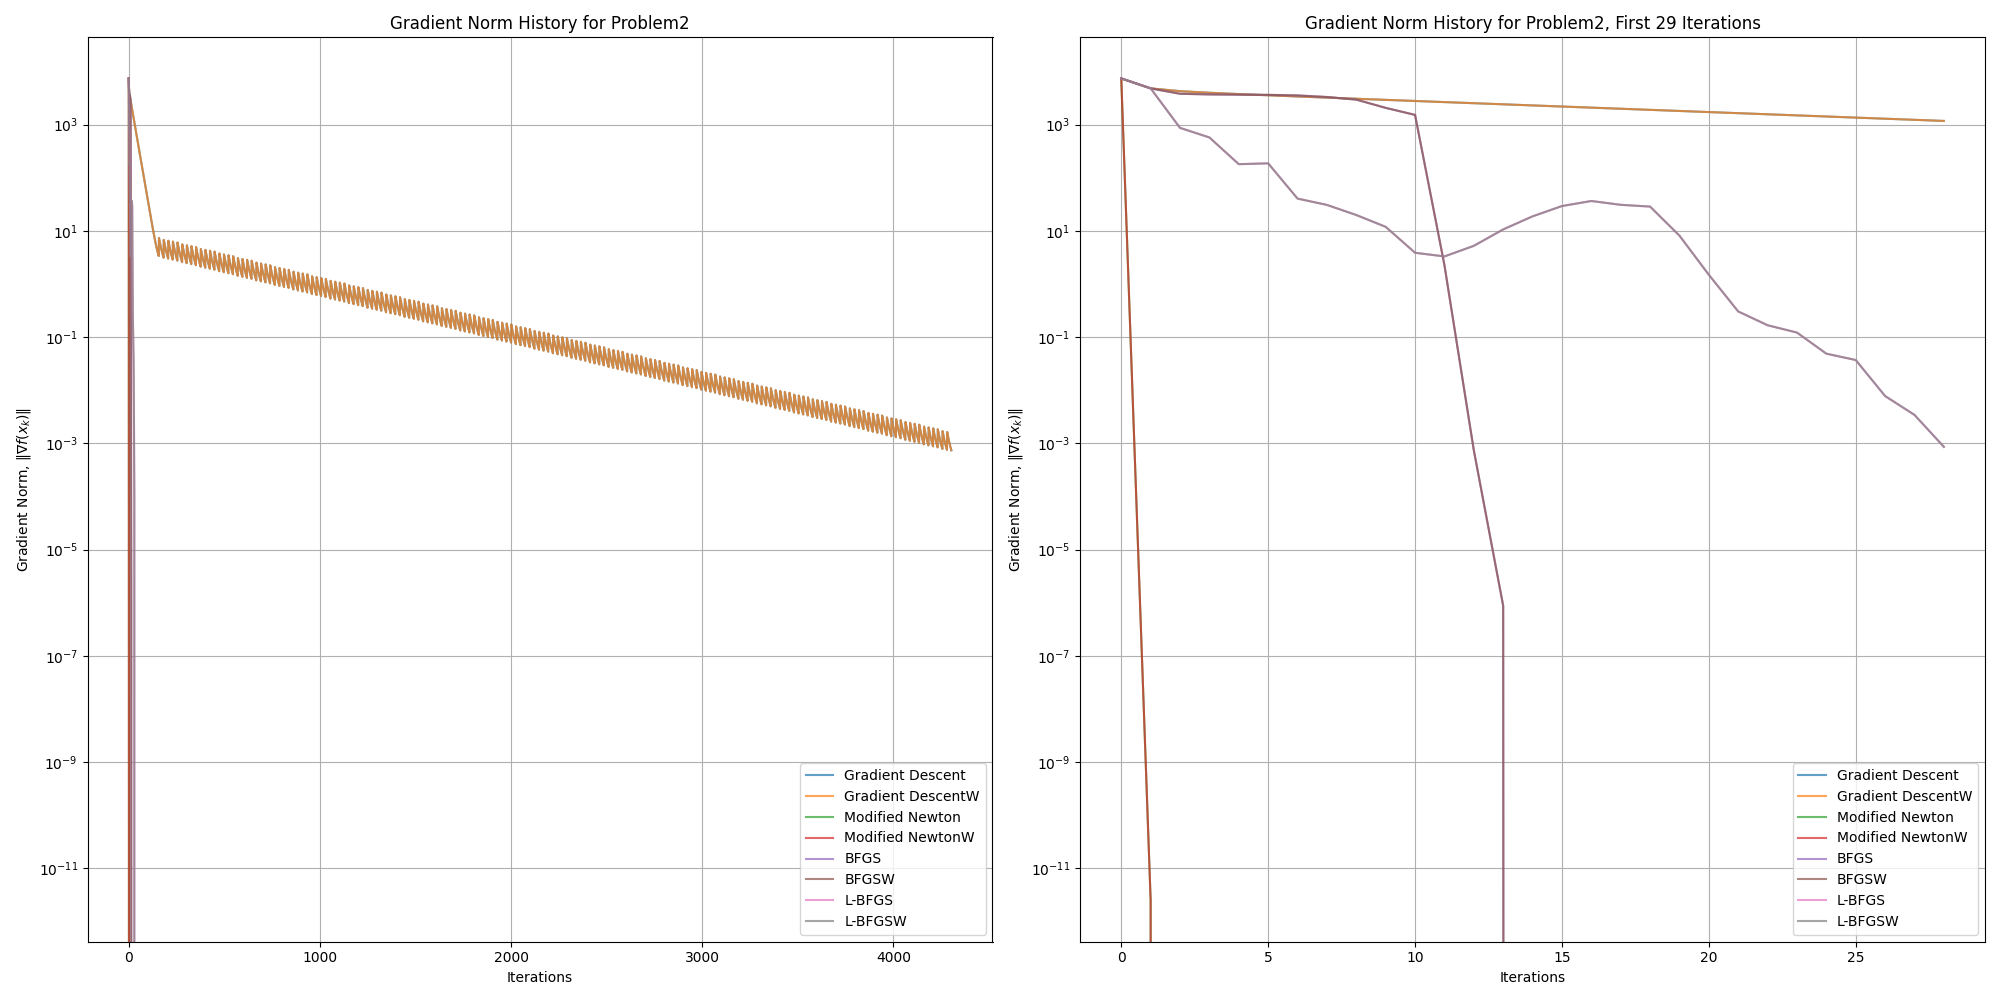 Gradient Norm History for Problem2
Gradient Norm, ‖∇f(x_k)‖
10^3
10^1
10^-1
10^-3
10^-5
10^-7
10^-9
10^-11
0 1000 2000 3000 4000
Iterations
Gradient Descent
Gradient DescentW
Modified Newton
Modified NewtonW
BFGS
BFGSW
L-BFGS
L-BFGSW
Gradient Norm History for Problem2, First 29 Iterations
Gradient Norm, ‖∇f(x_k)‖
10^3
10^1
10^-1
10^-3
10^-5
10^-7
10^-9
10^-11
0 5 10 15 20 25
Iterations
Gradient Descent
Gradient DescentW
Modified Newton
Modified NewtonW
BFGS
BFGSW
L-BFGS
L-BFGSW